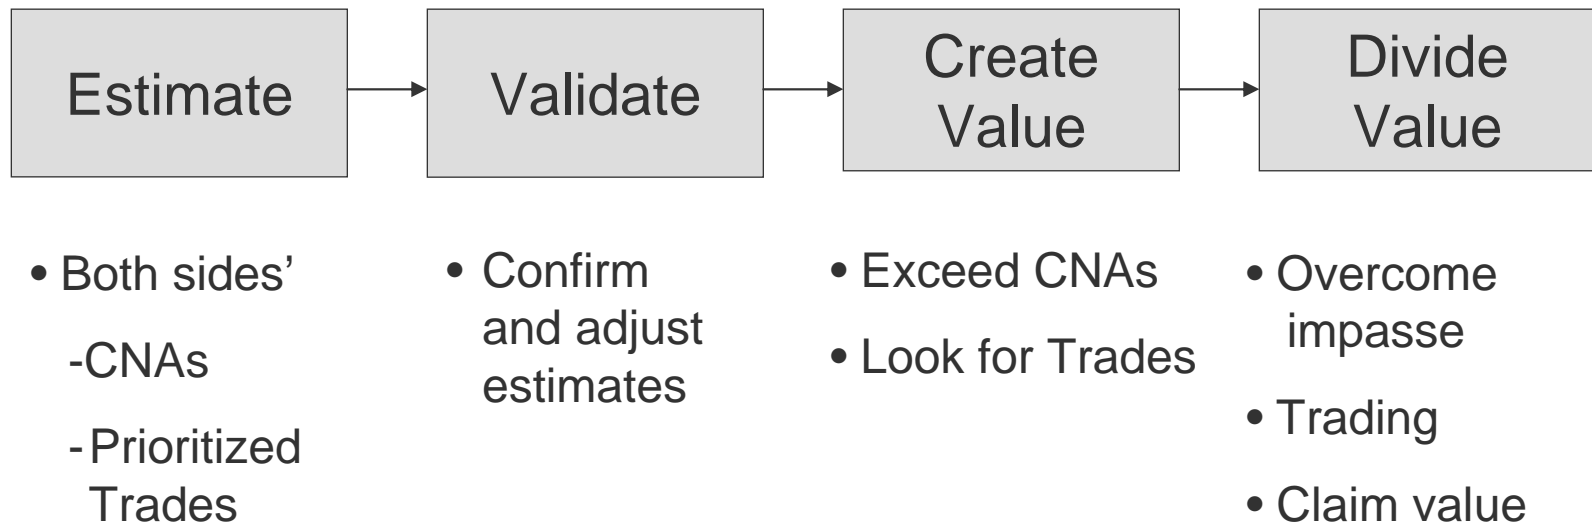 Estimate
Validate
Create
Value
Divide
Value
• Both sides’
-CNAs
-Prioritized
Trades
• Confirm
and adjust
estimates
• Exceed CNAs
• Look for Trades
• Overcome
impasse
• Trading
• Claim value